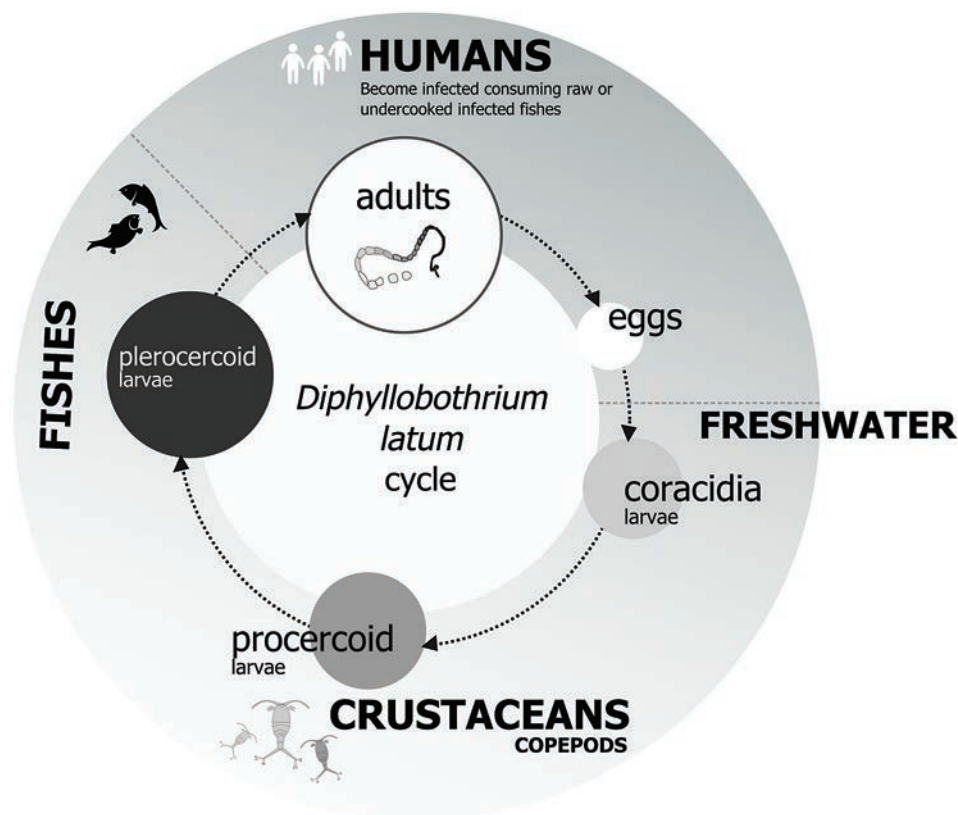 HUMANS
Become infected consuming raw or
undercooked infected fishes
adults
eggs
FRESHWATER
coracidia
larvae
procercoid
larvae
CRUSTACEANS
COPEPODS
FISHES
plerocercoid
larvae
Diphyllobothrium
latum
cycle